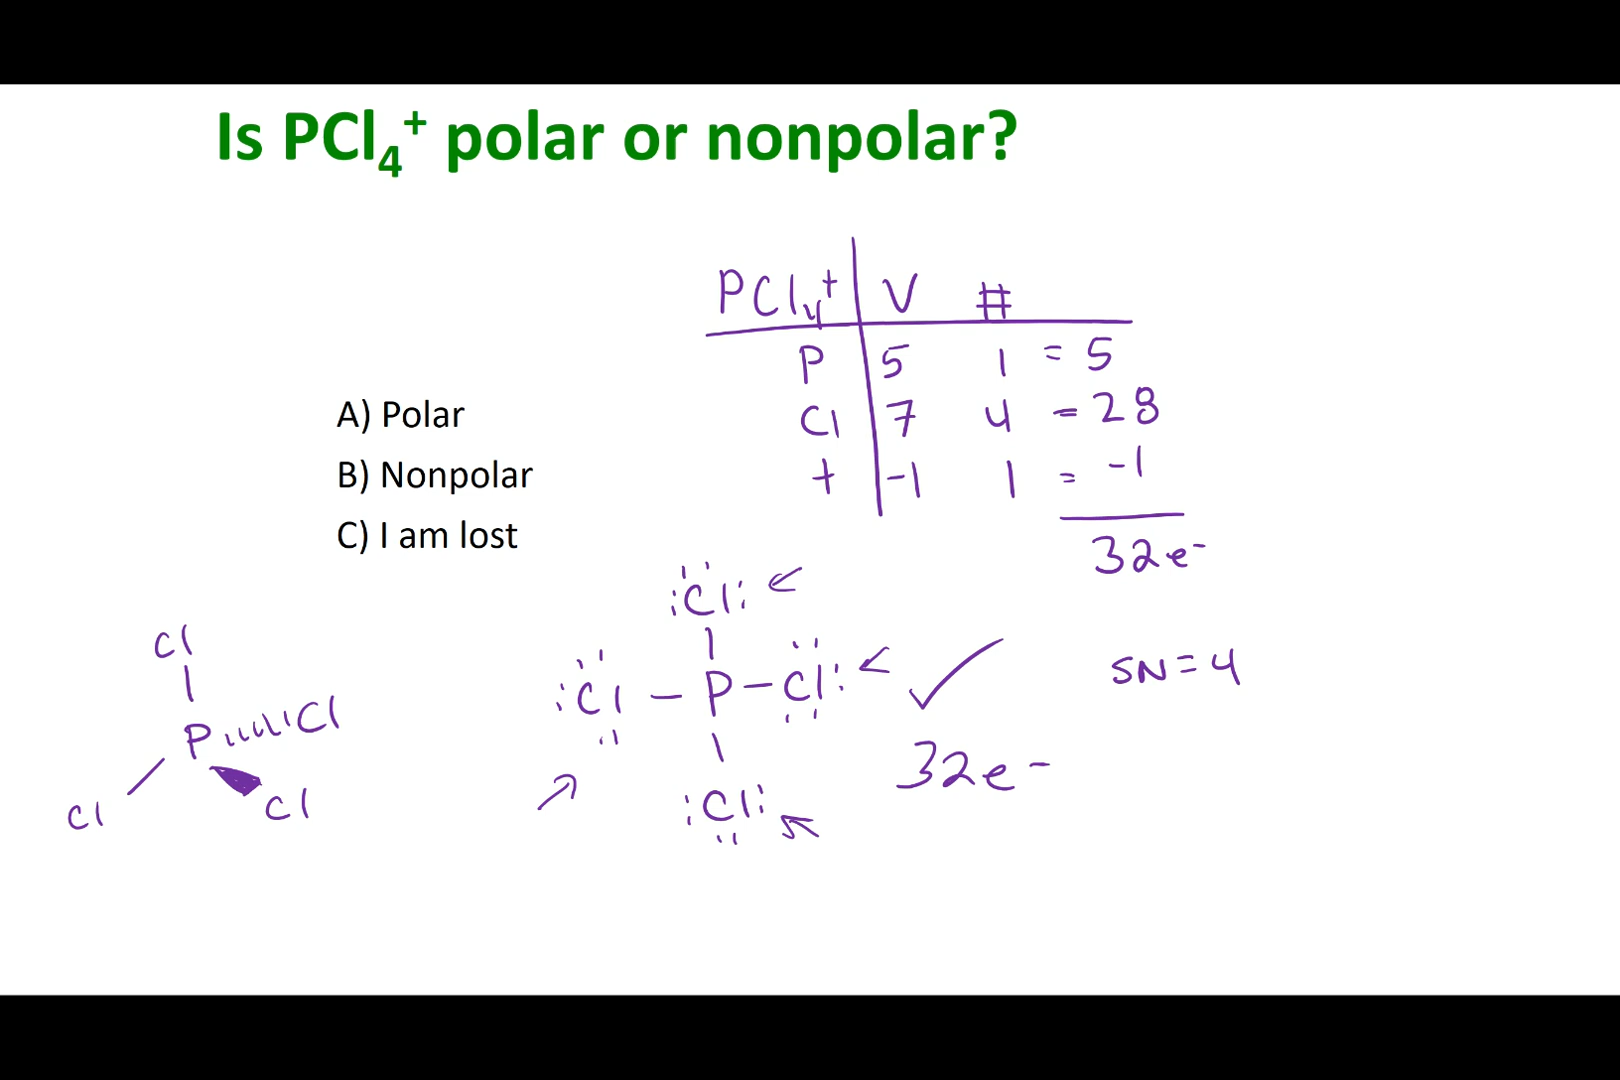 Is PCl₄⁺ polar or nonpolar?
PCl₄⁺ V #
P 5 1 = 5
A) Polar
Cl 7 4 = 28
B) Nonpolar
+ -1 1 = -1
C) I am lost
32e⁻
:Cl:
Cl
:Cl — P — Cl:
SN = 4
P Cl
Cl Cl
32e⁻
:Cl: